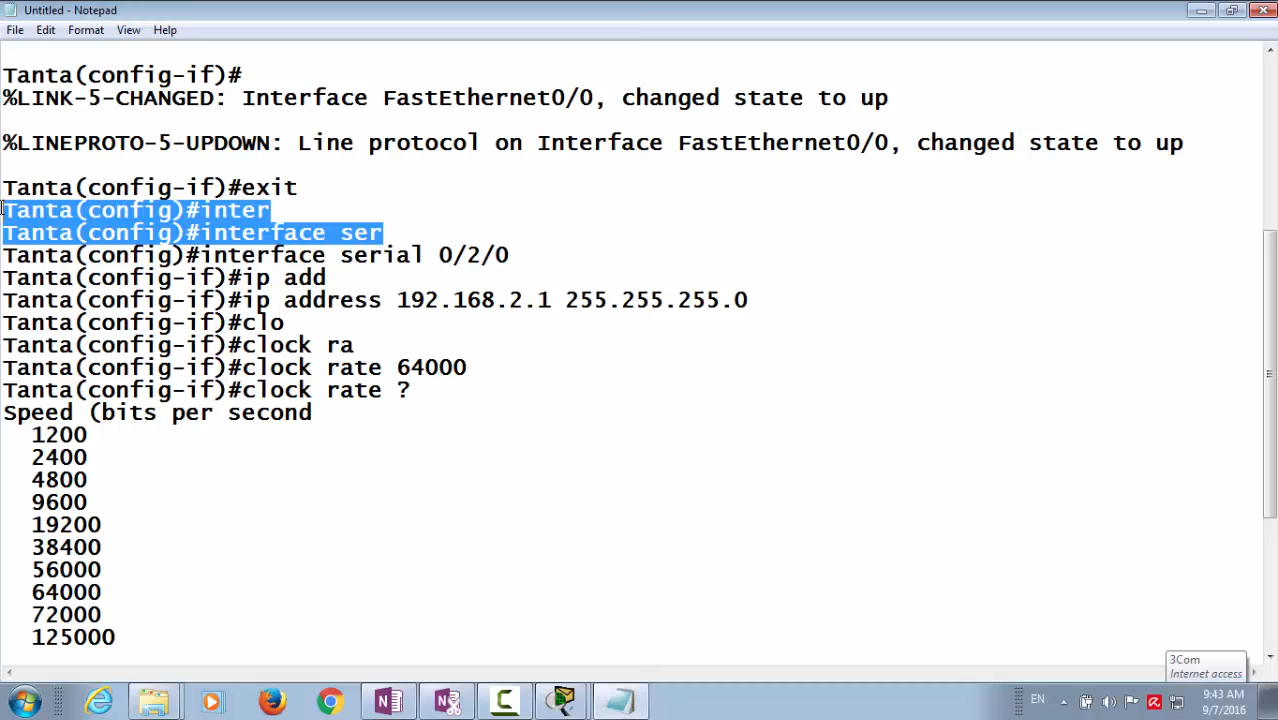 Untitled - Notepad
File Edit Format View Help
Tanta(config-if)#
%LINK-5-CHANGED: Interface FastEthernet0/0, changed state to up
%LINEPROTO-5-UPDOWN: Line protocol on Interface FastEthernet0/0, changed state to up
Tanta(config-if)#exit
Tanta(config)#inter
Tanta(config)#interface ser
Tanta(config)#interface serial 0/2/0
Tanta(config-if)#ip add
Tanta(config-if)#ip address 192.168.2.1 255.255.255.0
Tanta(config-if)#clo
Tanta(config-if)#clock ra
Tanta(config-if)#clock rate 64000
Tanta(config-if)#clock rate ?
Speed (bits per second
1200
2400
4800
9600
19200
38400
56000
64000
72000
125000
3Com
Internet access
EN
9:43 AM
9/7/2016